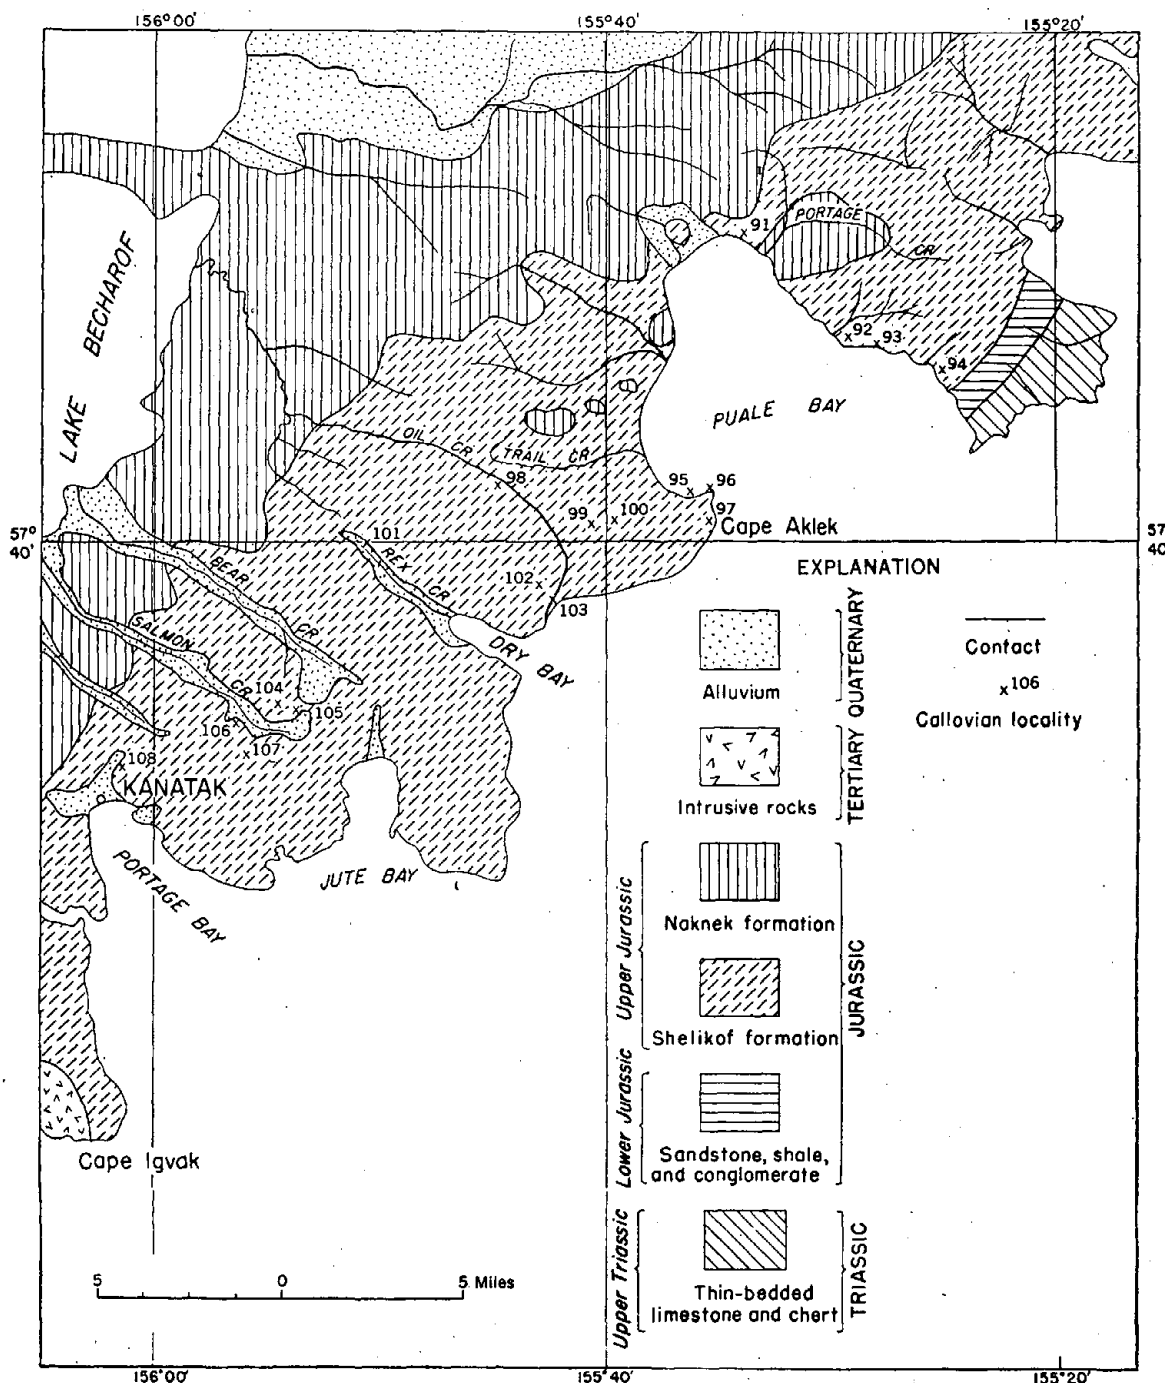 156°00'
155°40'
155°20'
LAKE BECHAROF
91
PORTAGE
CR
92
93
94
PUALE BAY
OIL CR
TRAIL CR
98
95
96
99
100
97
Cape Aklek
57°
40'
57°
40'
101
REX CR
BEAR
CR
102
103
DRY BAY
SALMON
CR
104
105
106
107
108
KANATAK
PORTAGE BAY
JUTE BAY
Cape Igvak
EXPLANATION
Alluvium
QUATERNARY
Intrusive rocks
TERTIARY
Naknek formation
Shelikof formation
Upper Jurassic
Sandstone, shale,
and conglomerate
Lower Jurassic
JURASSIC
Thin-bedded
limestone and chert
Upper Triassic
TRIASSIC
Contact
x106
Callovian locality
5 0 5 Miles
156°00'
155°40'
155°20'